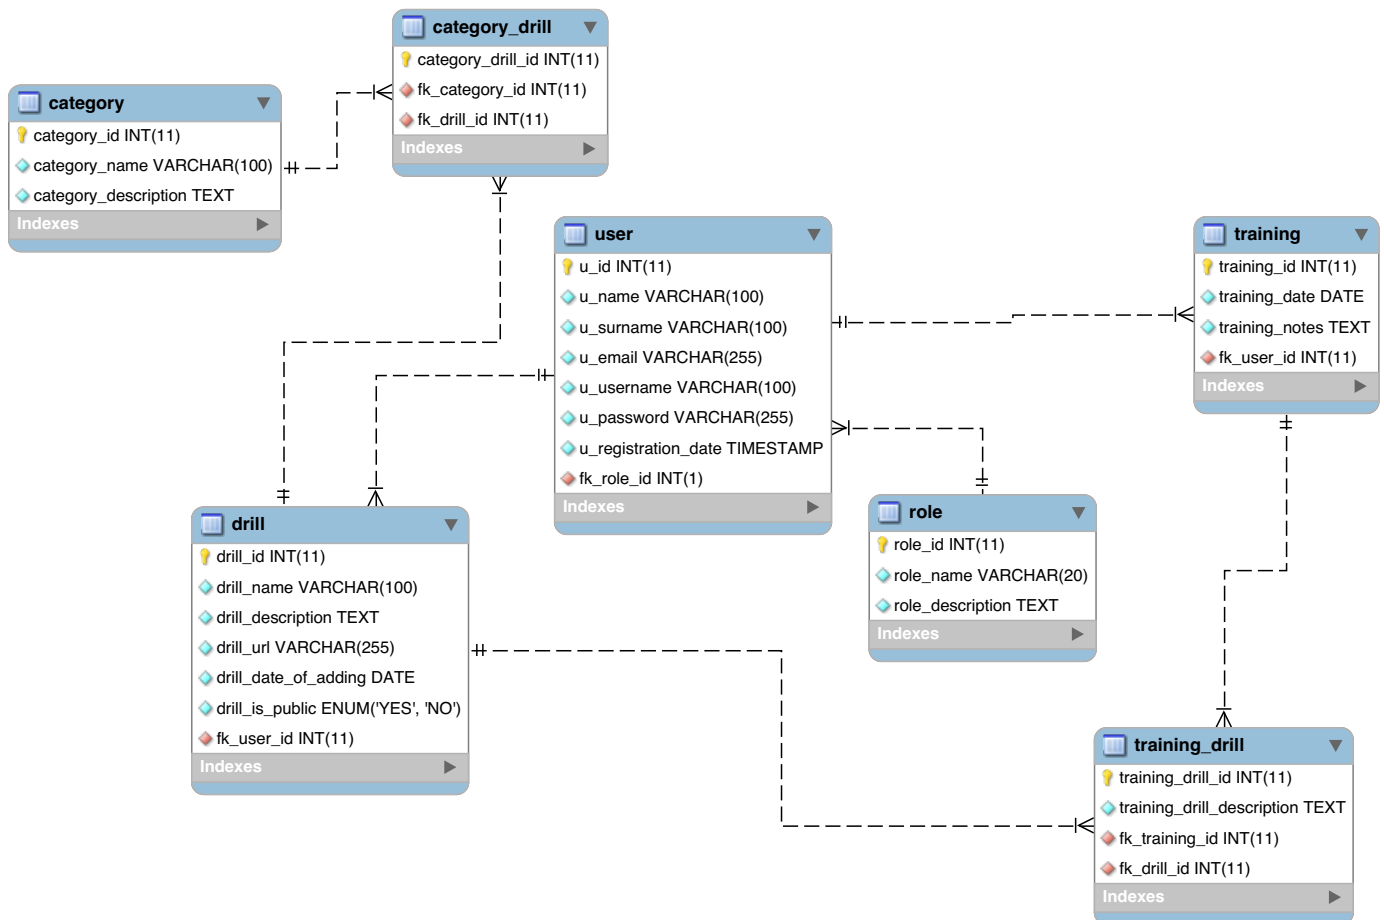 category_drill
category_drill_id INT(11)
fk_category_id INT(11)
fk_drill_id INT(11)
Indexes
category
category_id INT(11)
category_name VARCHAR(100)
category_description TEXT
Indexes
user
u_id INT(11)
u_name VARCHAR(100)
u_surname VARCHAR(100)
u_email VARCHAR(255)
u_username VARCHAR(100)
u_password VARCHAR(255)
u_registration_date TIMESTAMP
fk_role_id INT(1)
Indexes
training
training_id INT(11)
training_date DATE
training_notes TEXT
fk_user_id INT(11)
Indexes
role
role_id INT(11)
role_name VARCHAR(20)
role_description TEXT
Indexes
drill
drill_id INT(11)
drill_name VARCHAR(100)
drill_description TEXT
drill_url VARCHAR(255)
drill_date_of_adding DATE
drill_is_public ENUM('YES', 'NO')
fk_user_id INT(11)
Indexes
training_drill
training_drill_id INT(11)
training_drill_description TEXT
fk_training_id INT(11)
fk_drill_id INT(11)
Indexes